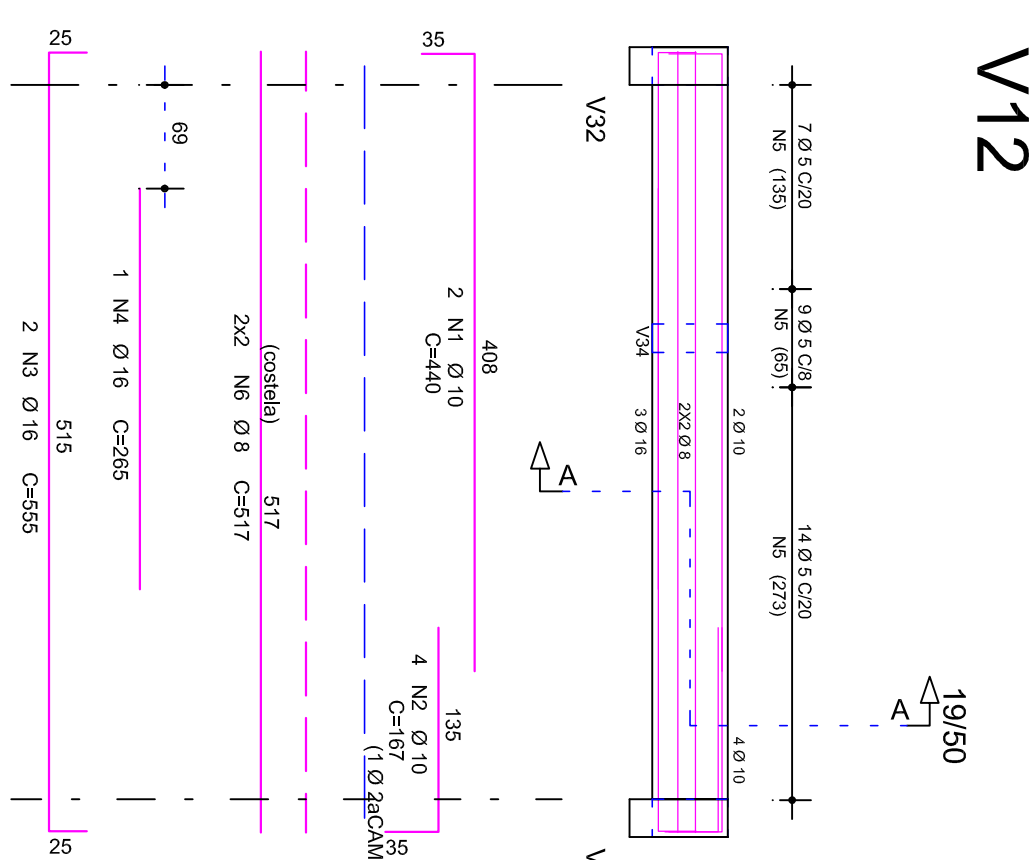 V12
19/50
7 Ø 5 C/20
N5 (135)
9 Ø 5 C/8
N5 (65)
14 Ø 5 C/20
N5 (273)
2 Ø 10
4 Ø 10
2X2 Ø 8
3 Ø 16
V34
A
A
V32
V
35
408
2 N1 Ø 10
C=440
135
4 N2 Ø 10
C=167
(1 Ø 2aCAM
35
(costela) 517
2x2 N6 Ø 8 C=517
69
1 N4 Ø 16 C=265
25
515
2 N3 Ø 16 C=555
25